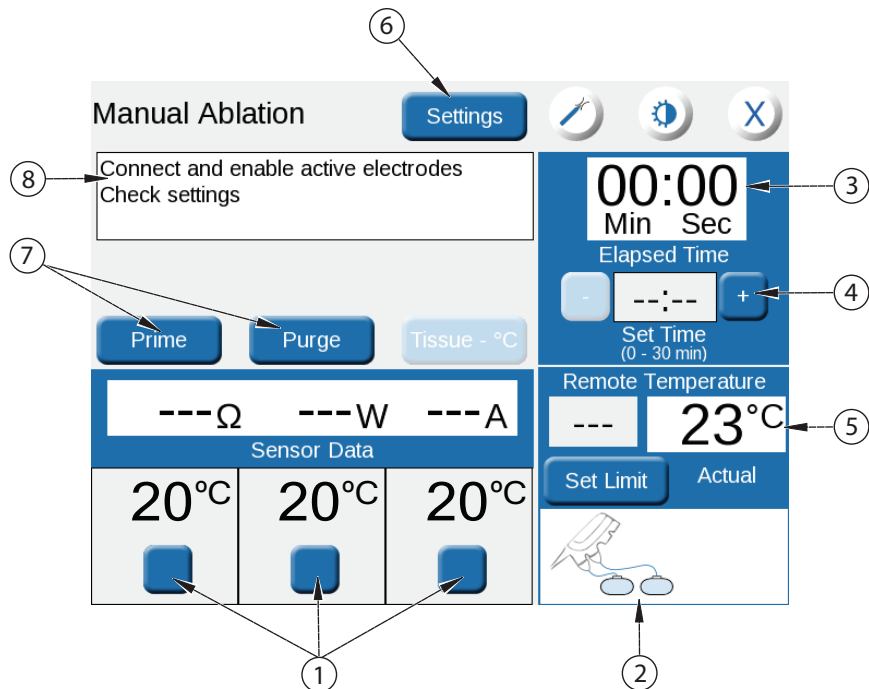 6
Manual Ablation
Settings
X
8
Connect and enable active electrodes
Check settings
00:00
Min Sec
3
Elapsed Time
7
- --:-- +
4
Set Time
(0 - 30 min)
Prime
Purge
Tissue - °C
---Ω ---W ---A
Sensor Data
Remote Temperature
---
23°C
5
Set Limit
Actual
20°C 20°C 20°C
1
2